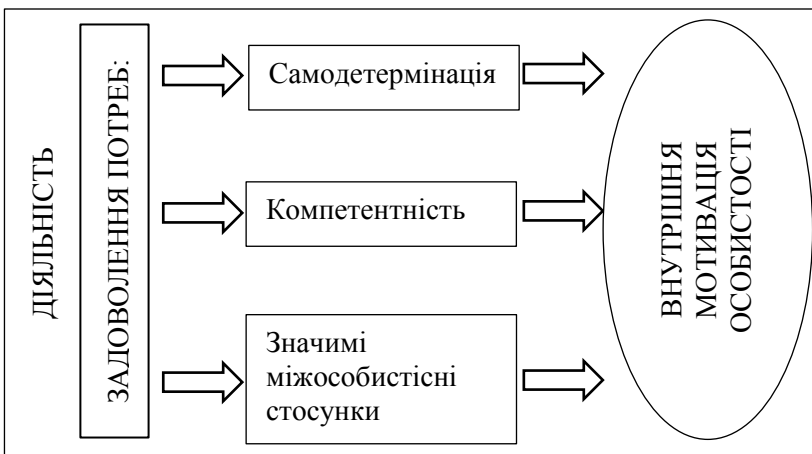 ДІЯЛЬНІСТЬ
ЗАДОВОЛЕННЯ ПОТРЕБ:
Самодетермінація
Компетентність
Значимі
міжособистісні
стосунки
ВНУТРІШНЯ
МОТИВАЦІЯ
ОСОБИСТОСТІ